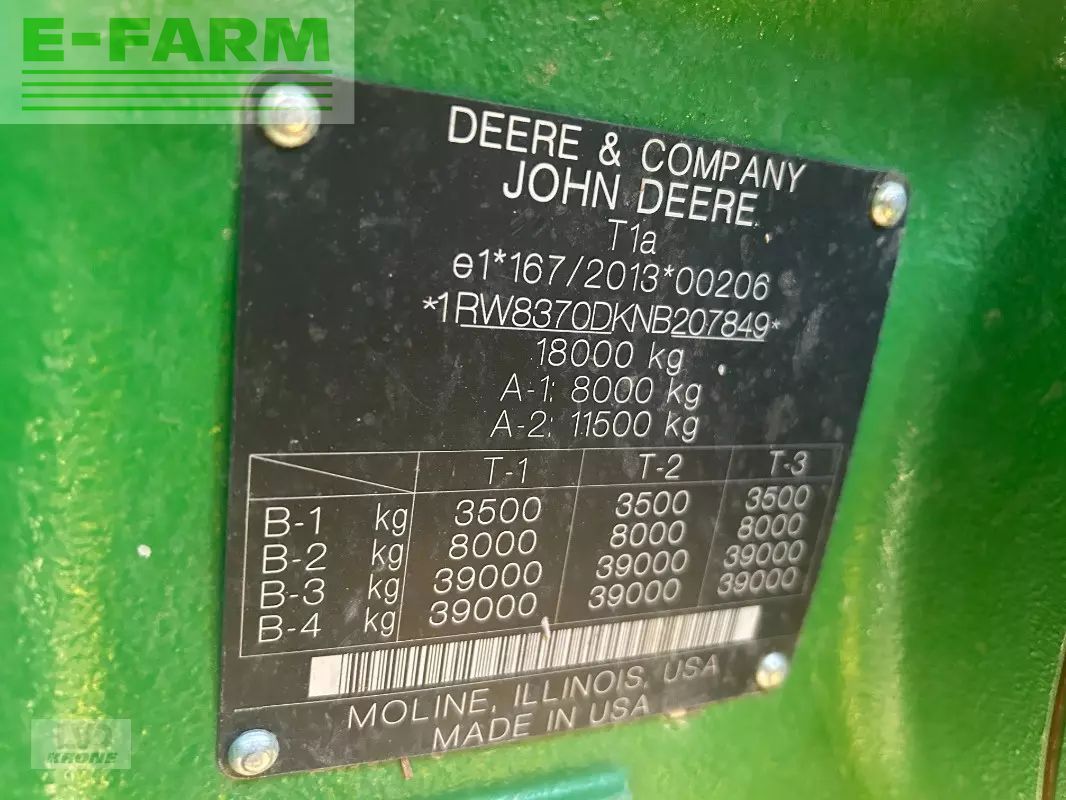 E-FARM
DEERE & COMPANY
JOHN DEERE
T1a
e1*167/2013*00206
*1RW8370DKNB207849*
18000 kg
A-1: 8000 kg
A-2: 11500 kg
T-1 T-2 T-3
B-1 kg 3500 3500 3500
B-2 kg 8000 8000 8000
B-3 kg 39000 39000 39000
B-4 kg 39000 39000 39000
MOLINE, ILLINOIS, USA
MADE IN USA
KRONE